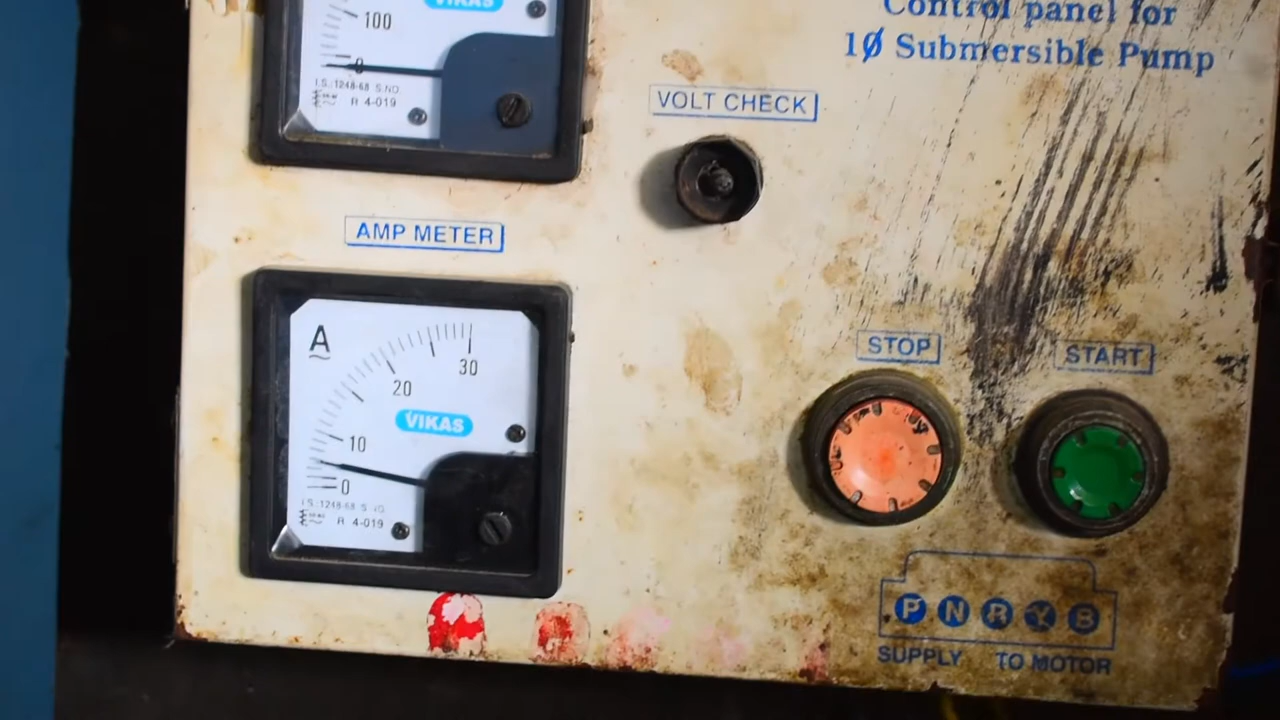 VIKAS
100
0
I.S.:1248-68 S.NO.
R 4-019
Control panel for
1Ø Submersible Pump
VOLT CHECK
AMP METER
A
30
20
VIKAS
10
0
I.S.:1248-68 S.NO.
R 4-019
STOP
START
P N R Y B
SUPPLY TO MOTOR